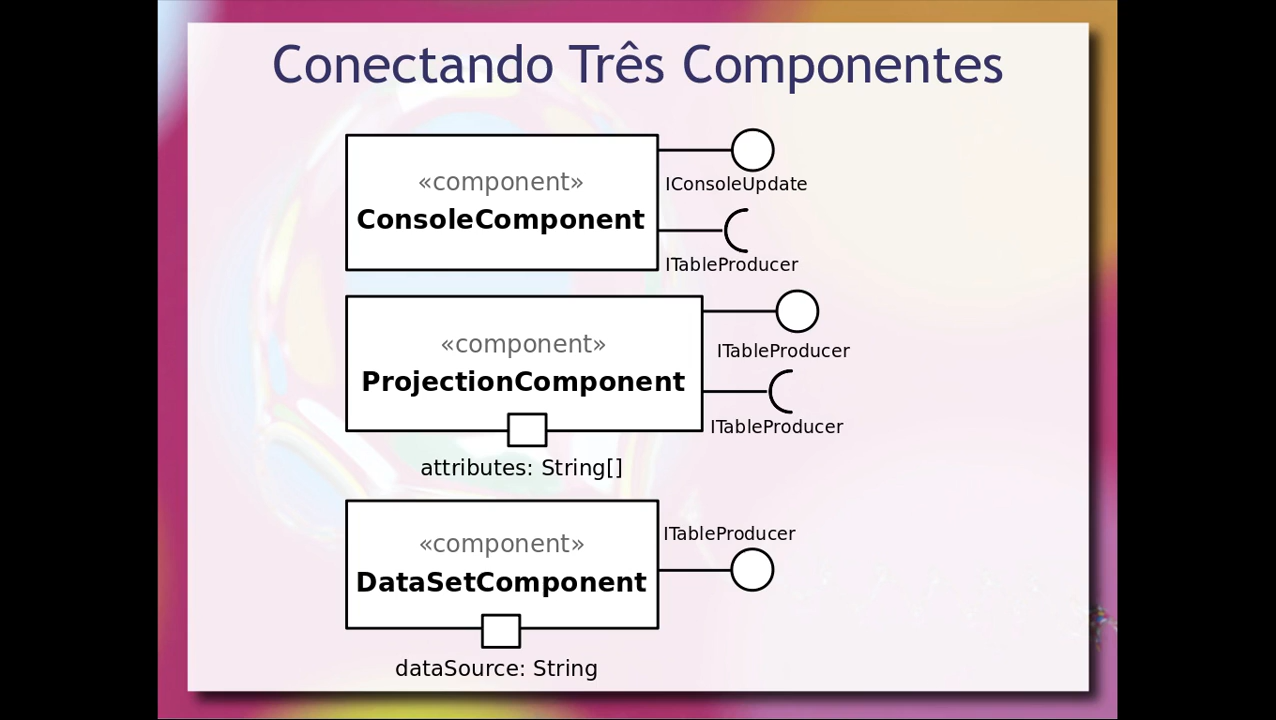 Conectando Três Componentes
«component»
ConsoleComponent
IConsoleUpdate
ITableProducer
«component»
ProjectionComponent
ITableProducer
ITableProducer
attributes: String[]
«component»
DataSetComponent
ITableProducer
dataSource: String